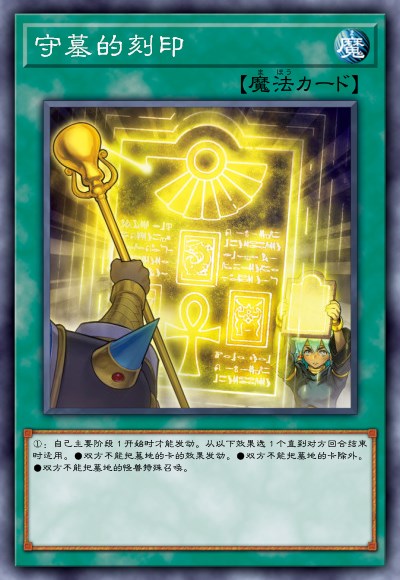 守墓的刻印
魔
【魔法カード】
①：自己主要阶段1开始时才能发动。从以下效果选1个直到对方回合结束
时适用。●双方不能把墓地的卡的效果发动。●双方不能把墓地的卡除外。
●双方不能把墓地的怪兽特殊召唤。